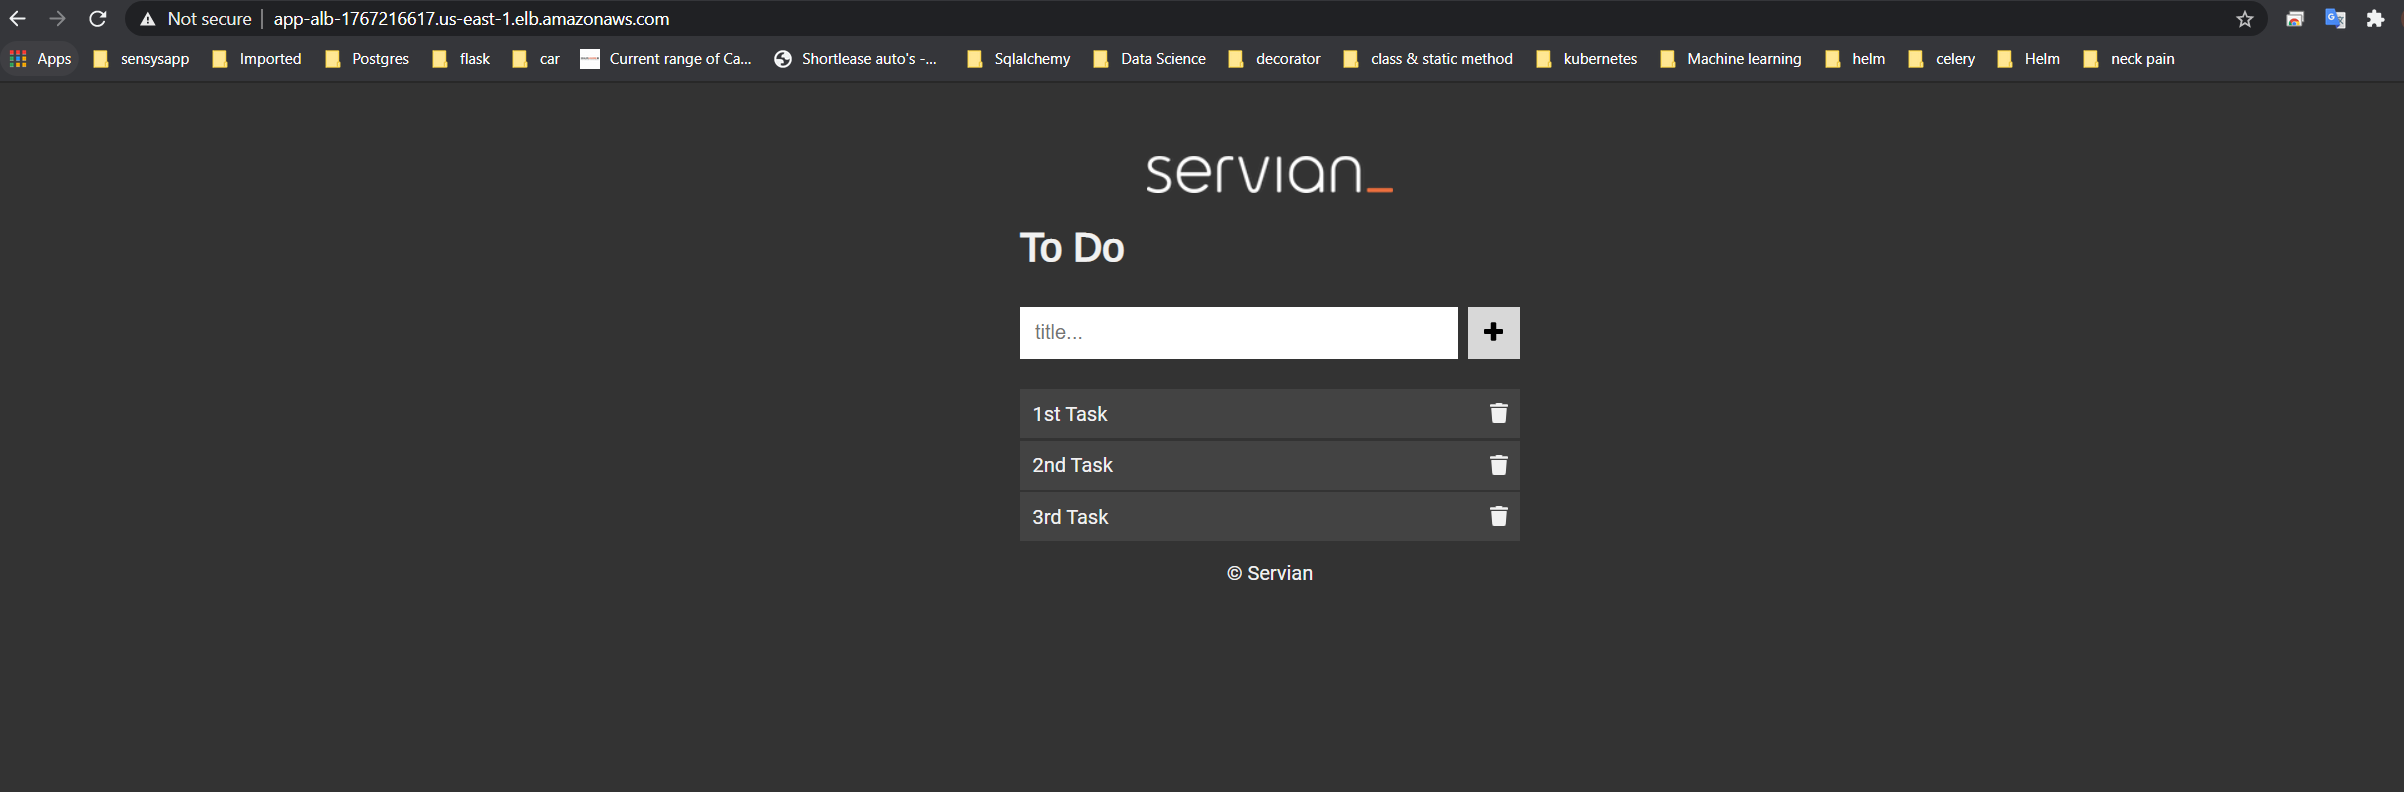 Not secure | app-alb-1767216617.us-east-1.elb.amazonaws.com
Apps sensysapp Imported Postgres flask car Current range of Ca... Shortlease auto's -... Sqlalchemy Data Science decorator class & static method kubernetes Machine learning helm celery Helm neck pain
servian_
To Do
title...
1st Task
2nd Task
3rd Task
© Servian